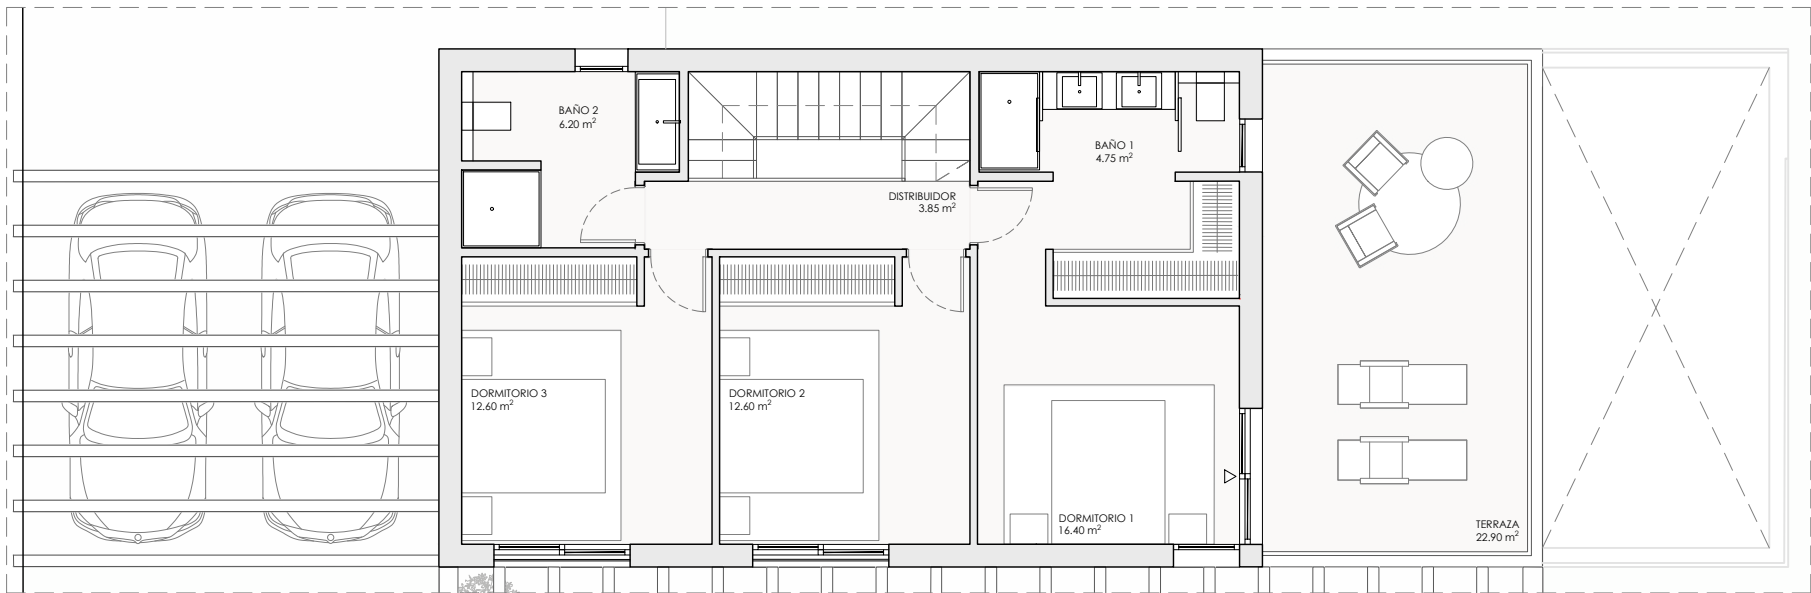 BAÑO 2
6.20 m²
BAÑO 1
4.75 m²
DISTRIBUIDOR
3.85 m²
DORMITORIO 3
12.60 m²
DORMITORIO 2
12.60 m²
DORMITORIO 1
16.40 m²
TERRAZA
22.90 m²